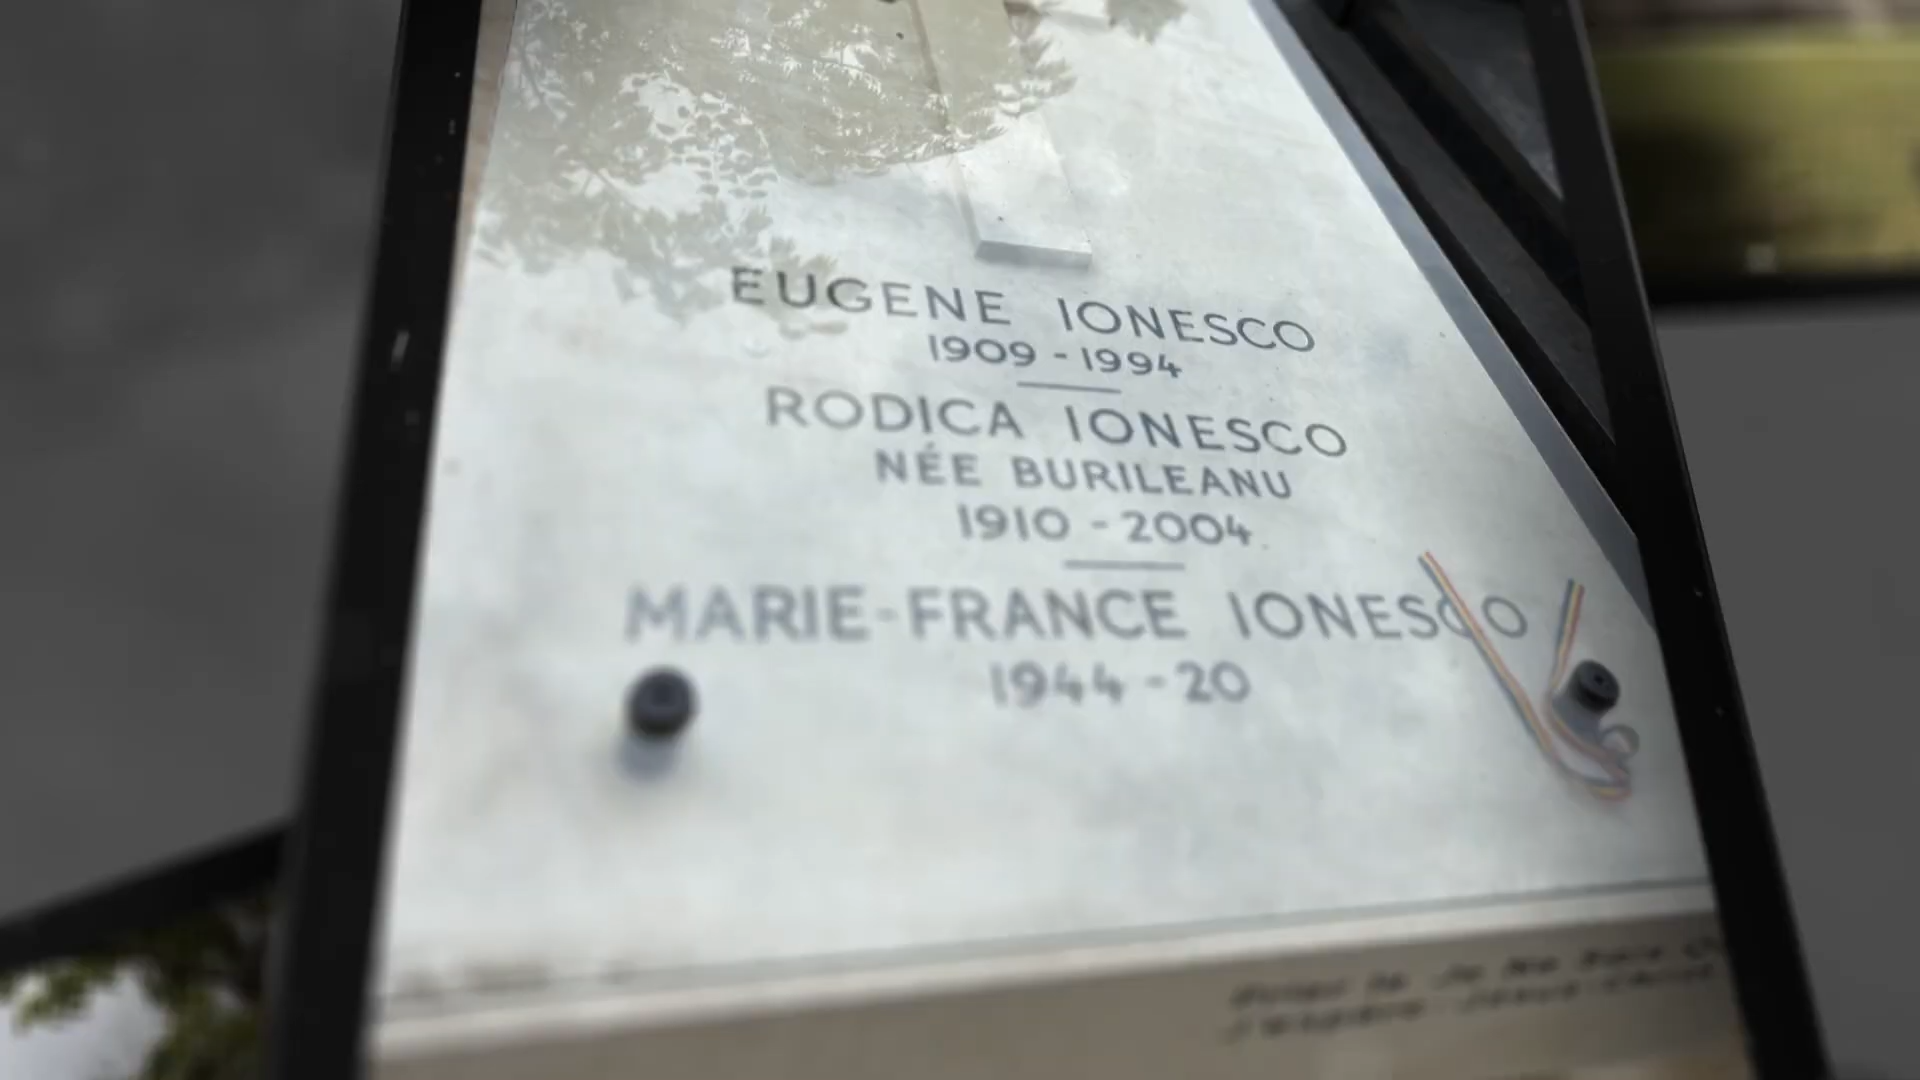 EUGENE IONESCO
1909 - 1994
RODICA IONESCO
NÉE BURILEANU
1910 - 2004
MARIE-FRANCE IONESCO
1944 - 20